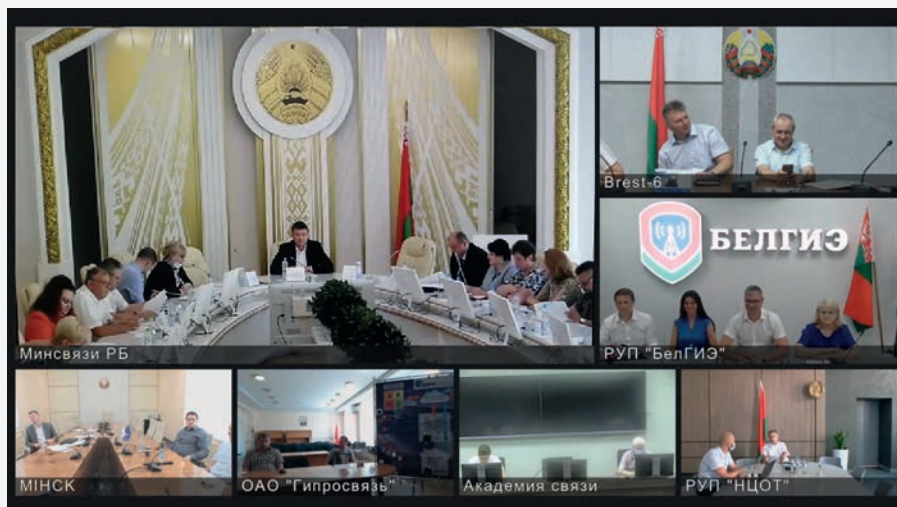 Brest-6
БЕЛГИЭ
Минсвязи РБ
РУП "БелГИЭ"
МІНСК
ОАО "Гипросвязь"
Академия связи
РУП "НЦОТ"